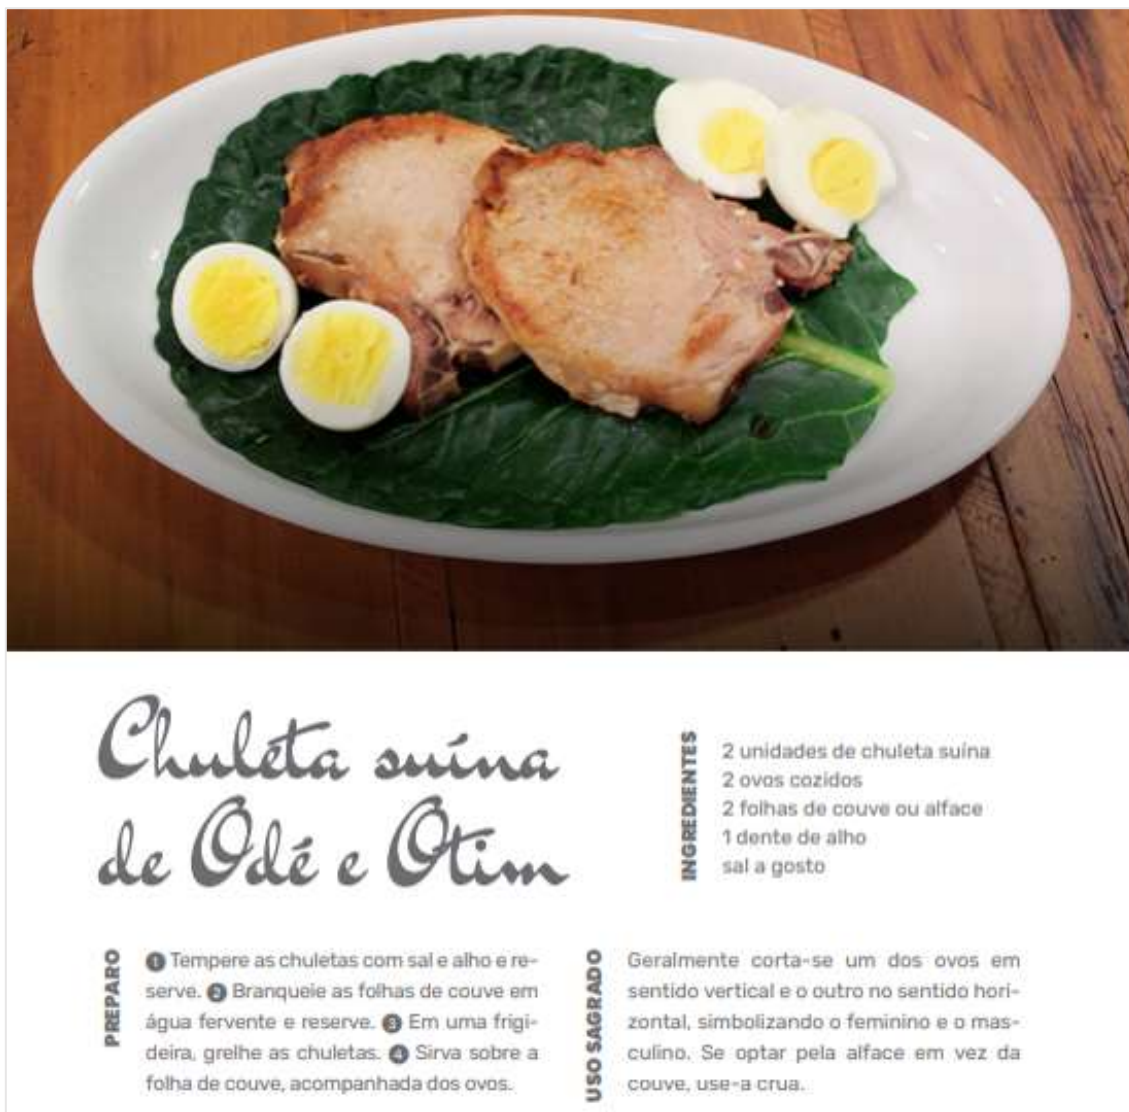 Chuleta suína
de Odé e Otim
INGREDIENTES
2 unidades de chuleta suína
2 ovos cozidos
2 folhas de couve ou alface
1 dente de alho
sal a gosto
PREPARO
1 Tempere as chuletas com sal e alho e re-
serve. 2 Branqueie as folhas de couve em
água fervente e reserve. 3 Em uma frigi-
deira, grelhe as chuletas. 4 Sirva sobre a
folha de couve, acompanhada dos ovos.
USO SAGRADO
Geralmente corta-se um dos ovos em
sentido vertical e o outro no sentido hori-
zontal, simbolizando o feminino e o mas-
culino. Se optar pela alface em vez da
couve, use-a crua.